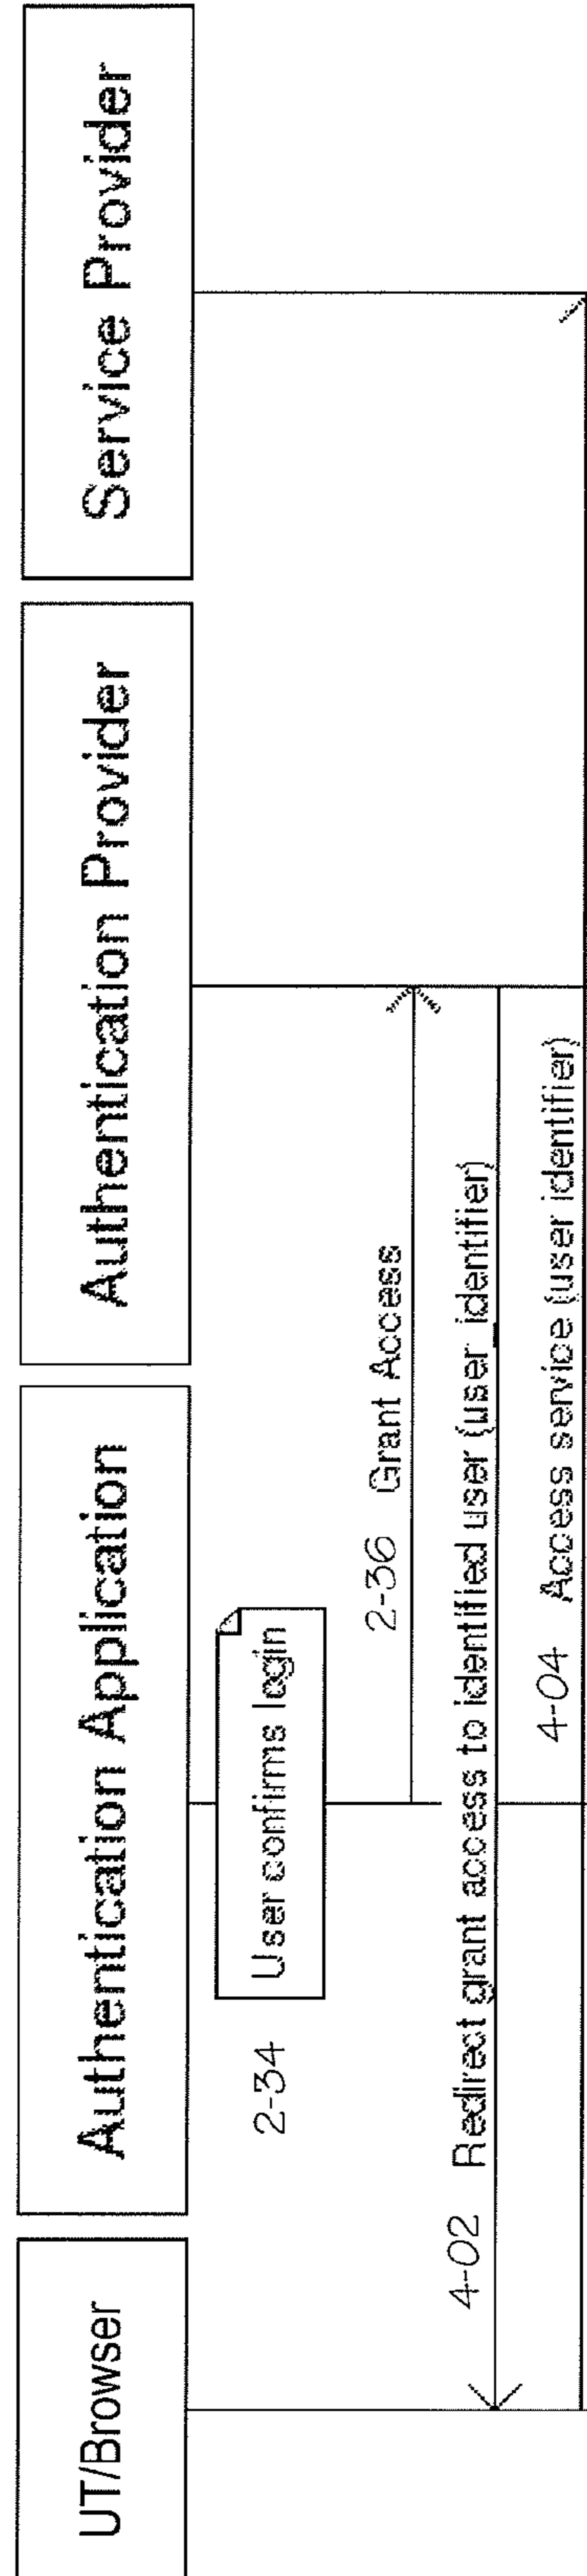 UT/Browser
Authentication Application
Authentication Provider
Service Provider
2-34
User confirms login
2-36 Grant Access
4-02 Redirect grant access to identified user (user identifier)
4-04 Access service (user identifier)